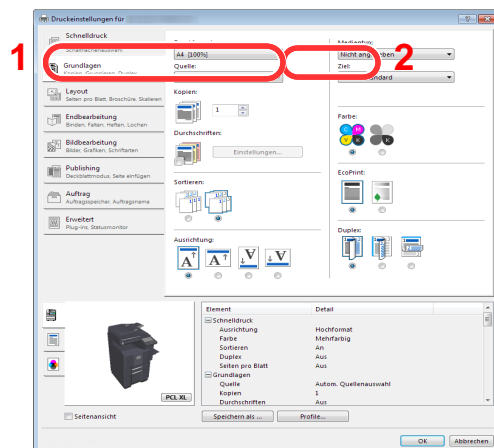 Druckeinstellungen für
Schnelldruck
1
2
A4 [100%]
Grundlagen
Quelle:
Ziel:
Layout
Seiten pro Blatt, Broschüre, Skalieren
Kopien:
1
Endbearbeitung
Binden, Falten, Heften, Lochen
Farbe:
C M Y K K
Durchschriften:
Einstellungen...
Bildbearbeitung
Bilder, Grafiken, Schriftarten
Publishing
Deckblattmodus, Seite einfügen
EcoPrint:
Sortieren:
Auftrag
Auftragsspeicher, Auftragsname
Erweitert
Plug-ins, Statusmonitor
Duplex:
Ausrichtung:
A A A A
Element Detail
Schnelldruck
Ausrichtung Hochformat
Farbe Mehrfarbig
Sortieren An
Duplex Aus
Seiten pro Blatt Aus
Grundlagen
Quelle Autom. Quellenauswahl
Kopien 1
Durchschriften Aus
PCL XL
Seitenansicht
Speichern als ...
Profile...
OK
Abbrechen